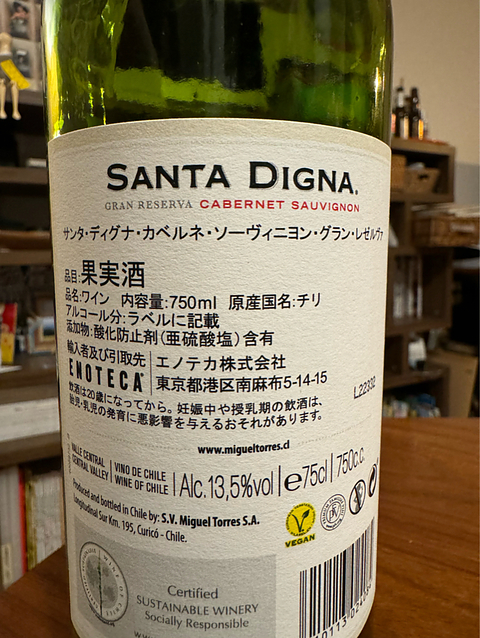 SANTA DIGNA.
GRAN RESERVA CABERNET SAUVIGNON
サンタ・ディグナ・カベルネ・ソーヴィニヨン・グラン・レゼルヴァ
品目:果実酒
品名:ワイン 内容量:750ml 原産国名:チリ
アルコール分:ラベルに記載
添加物:酸化防止剤(亜硫酸塩)含有
輸入者及び引取先 エノテカ株式会社
ENOTECA 東京都港区南麻布5-14-15
L22302
飲酒は20歳になってから。妊娠中や授乳期の飲酒は、
胎児・乳児の発育に悪影響を与えるおそれがあります。
www.migueltorres.cl
VALLE CENTRAL | VINO DE CHILE
CENTRAL VALLEY | WINE OF CHILE
Alc.13,5%vol | e75cl | 750c.c.
Produced and bottled in Chile by: S.V. Miguel Torres S.A.
Longitudinal Sur Km. 195, Curicó - Chile.
VEGAN
Certified
SUSTAINABLE WINERY
Socially Responsible